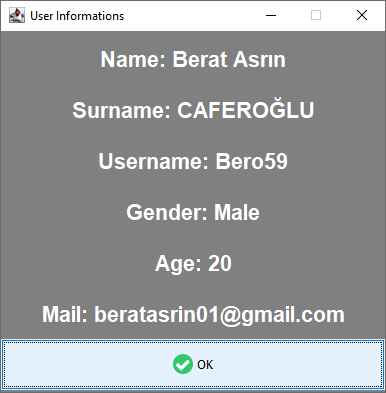 User Informations
Name: Berat Asrın
Surname: CAFEROĞLU
Username: Bero59
Gender: Male
Age: 20
Mail: beratasrin01@gmail.com
OK